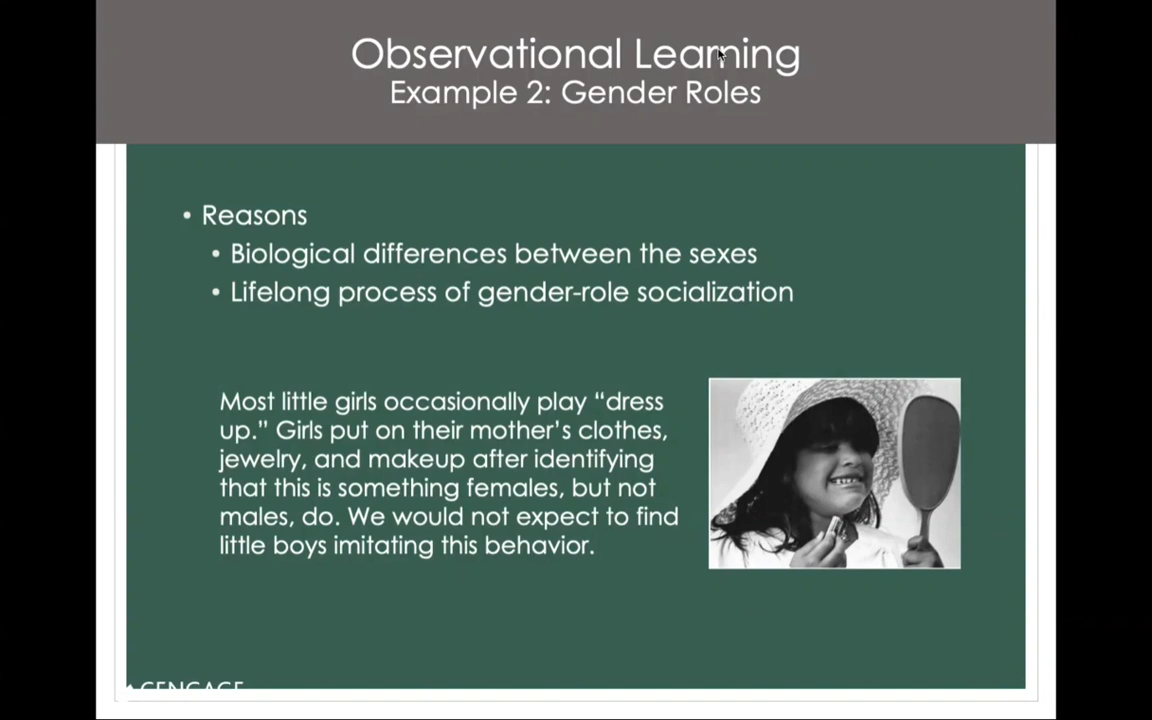 Observational Learning
Example 2: Gender Roles
• Reasons
• Biological differences between the sexes
• Lifelong process of gender-role socialization
Most little girls occasionally play “dress
up.” Girls put on their mother’s clothes,
jewelry, and makeup after identifying
that this is something females, but not
males, do. We would not expect to find
little boys imitating this behavior.
CENGAGE